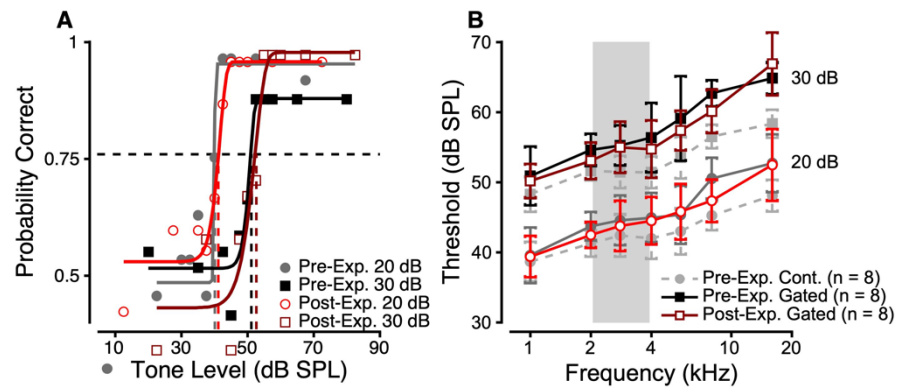 A
B
1
0.75
0.5
Probability Correct
10
30
50
70
90
Tone Level (dB SPL)
Pre-Exp. 20 dB
Pre-Exp. 30 dB
Post-Exp. 20 dB
Post-Exp. 30 dB
70
60
50
40
30
Threshold (dB SPL)
30 dB
20 dB
Pre-Exp. Cont. (n = 8)
Pre-Exp. Gated (n = 8)
Post-Exp. Gated (n = 8)
1
2
4
10
20
Frequency (kHz)